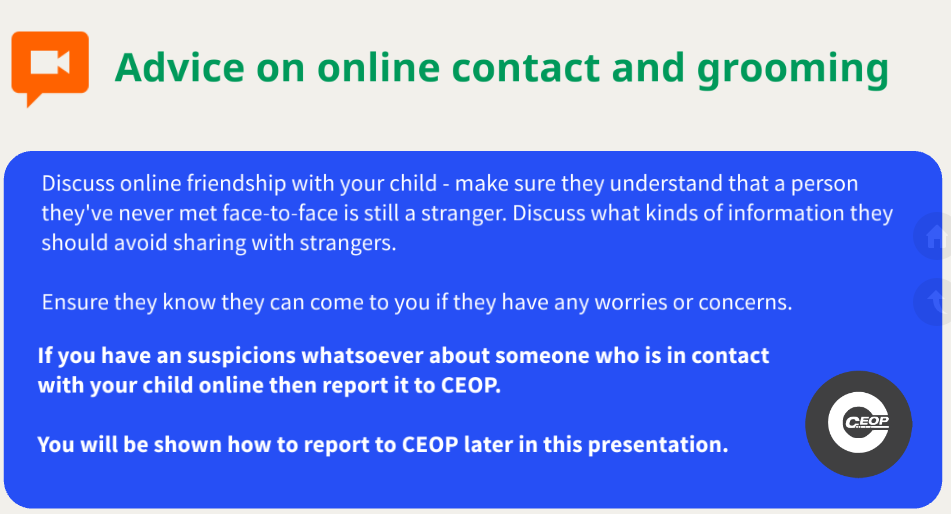 Advice on online contact and grooming
Discuss online friendship with your child - make sure they understand that a person
they've never met face-to-face is still a stranger. Discuss what kinds of information they
should avoid sharing with strangers.
Ensure they know they can come to you if they have any worries or concerns.
If you have an suspicions whatsoever about someone who is in contact
with your child online then report it to CEOP.
CEOP
You will be shown how to report to CEOP later in this presentation.